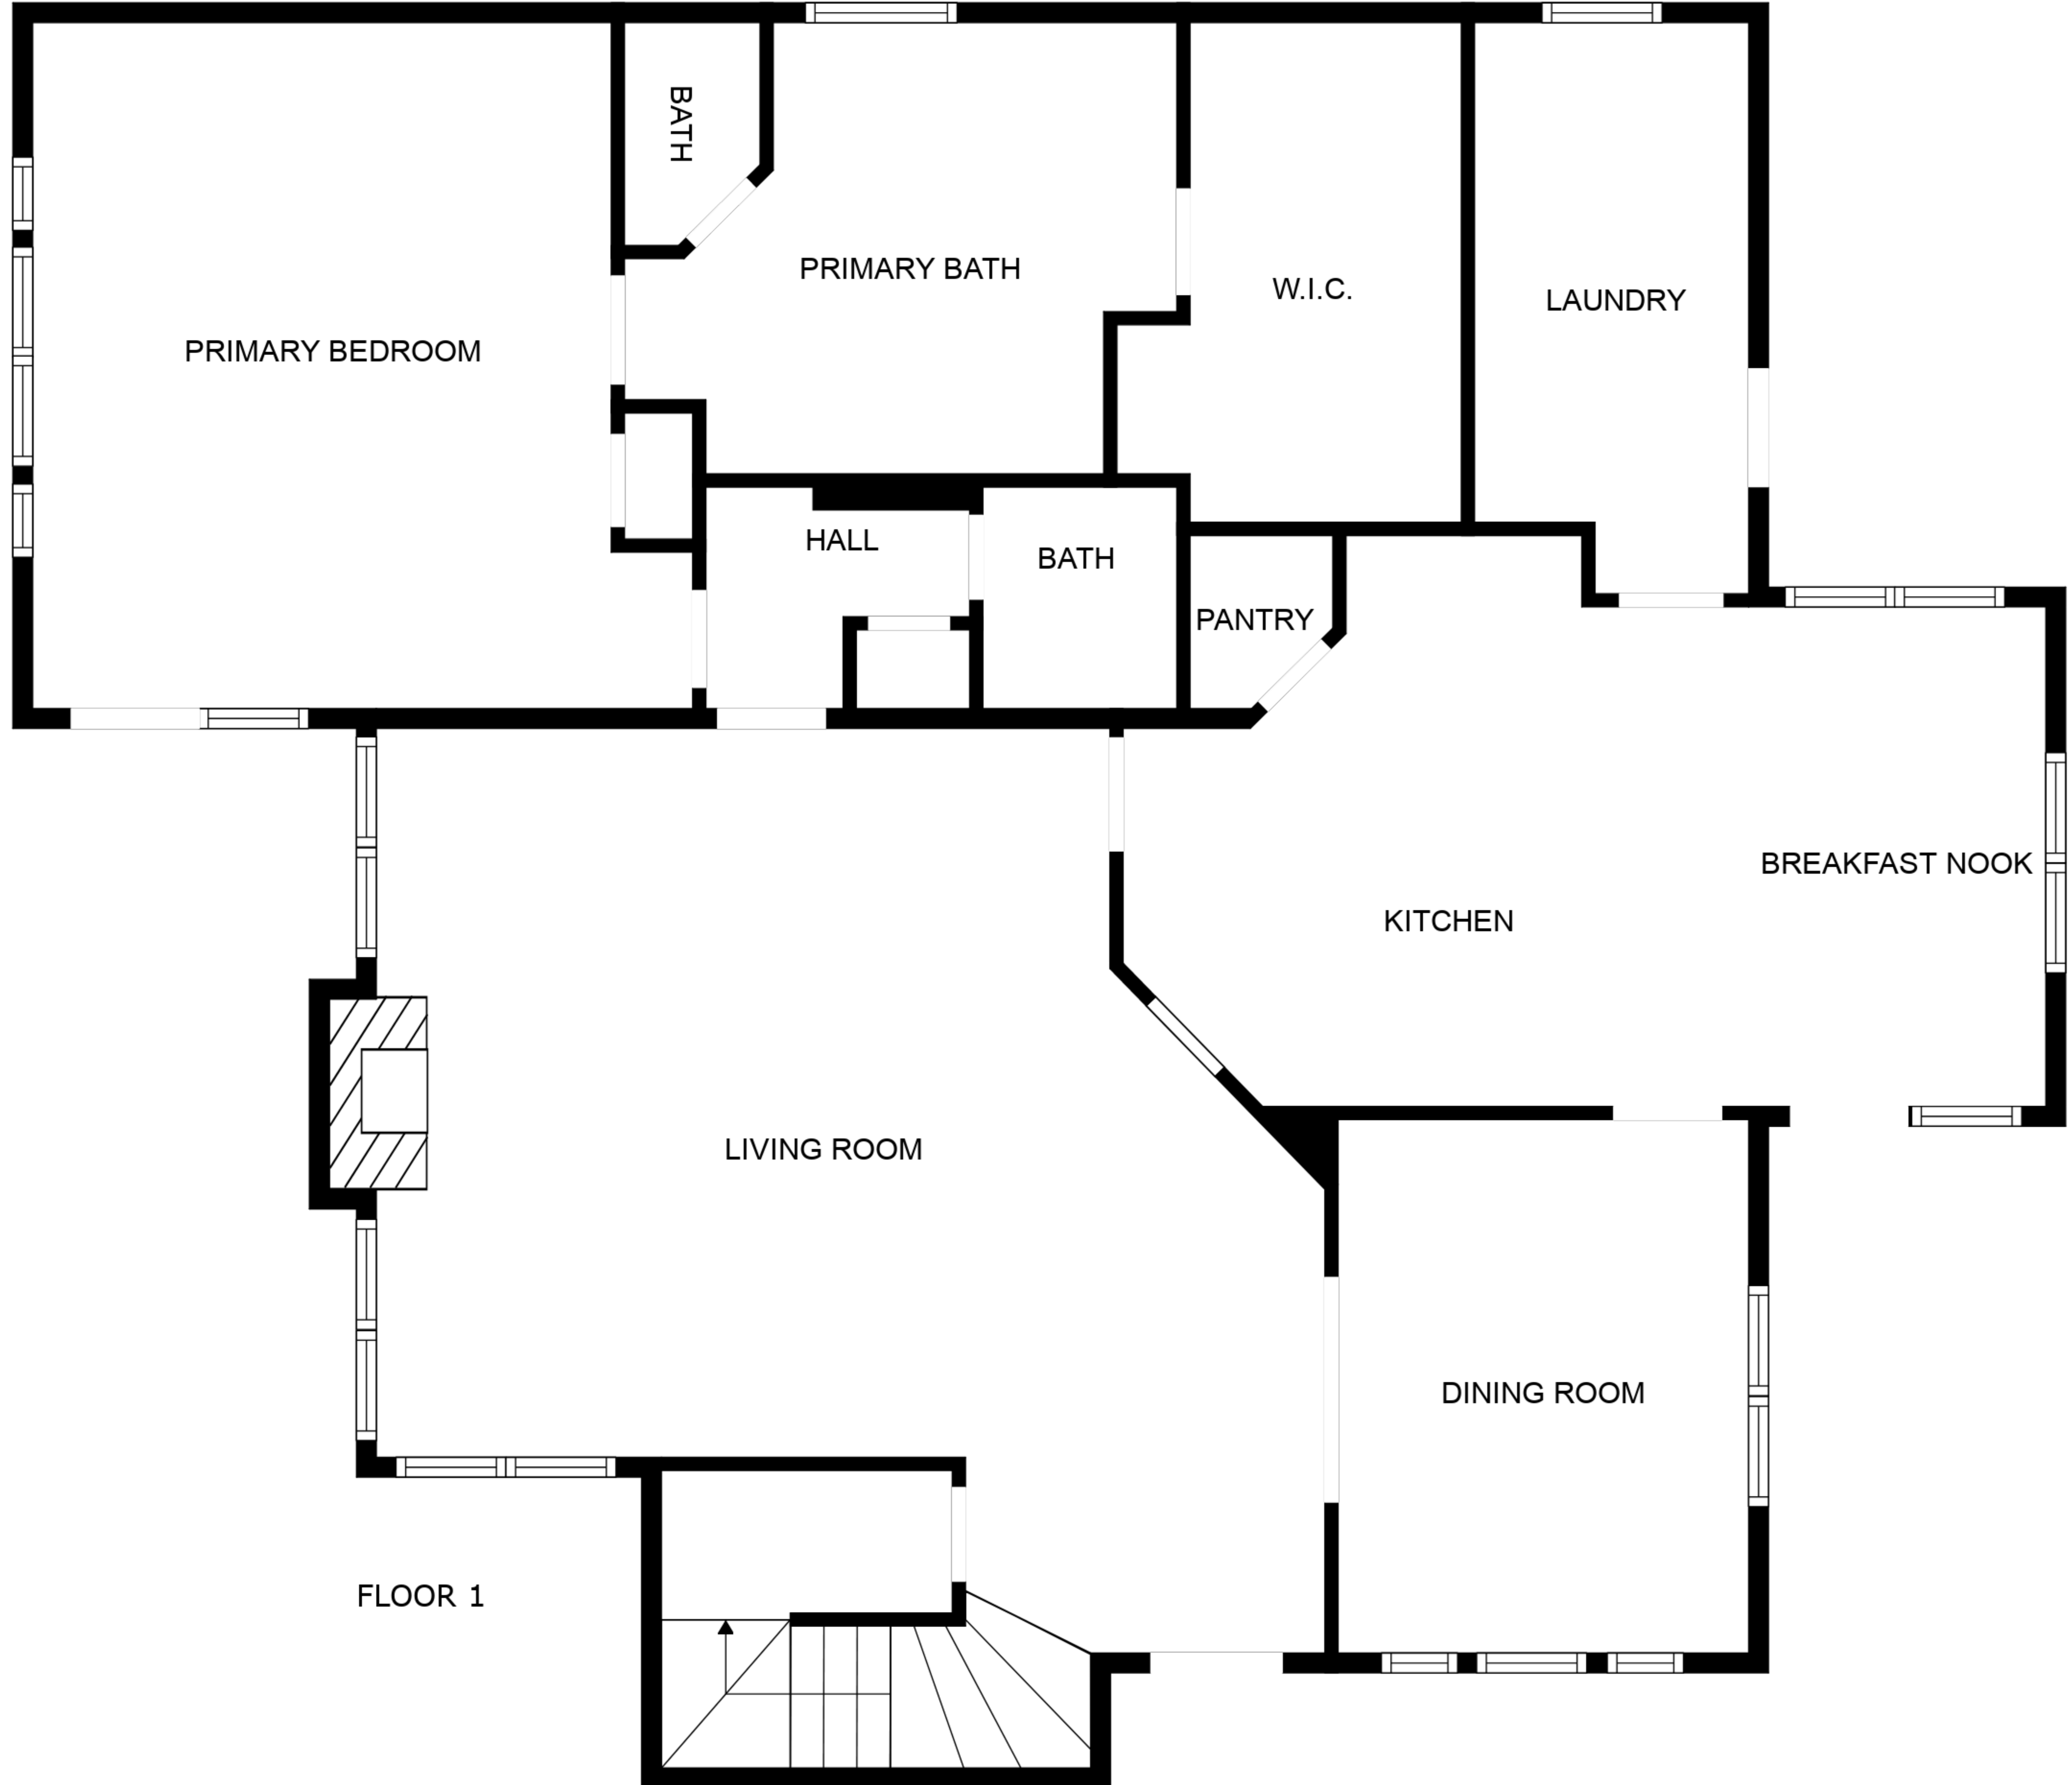 BATH
PRIMARY BATH
W.I.C.
LAUNDRY
PRIMARY BEDROOM
HALL
BATH
PANTRY
BREAKFAST NOOK
KITCHEN
LIVING ROOM
DINING ROOM
FLOOR 1